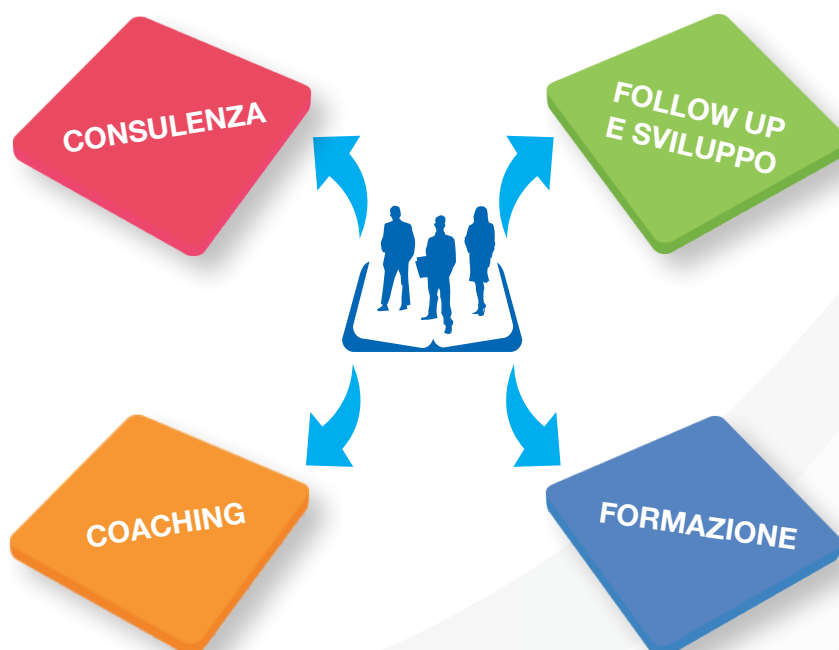 CONSULENZA
FOLLOW UP
E SVILUPPO
COACHING
FORMAZIONE